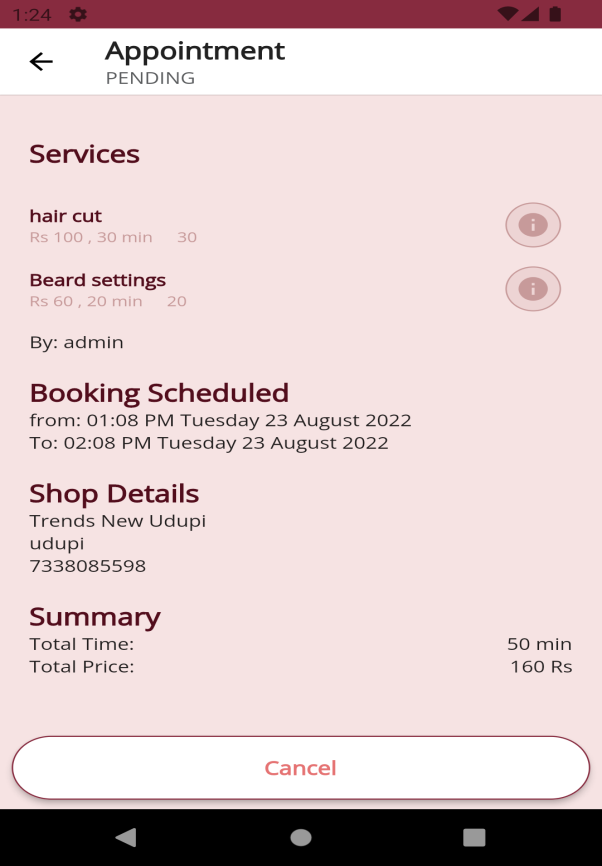 1:24
Appointment
PENDING
Services
hair cut
Rs 100 , 30 min 30
Beard settings
Rs 60 , 20 min 20
By: admin
Booking Scheduled
from: 01:08 PM Tuesday 23 August 2022
To: 02:08 PM Tuesday 23 August 2022
Shop Details
Trends New Udupi
udupi
7338085598
Summary
Total Time: 50 min
Total Price: 160 Rs
Cancel